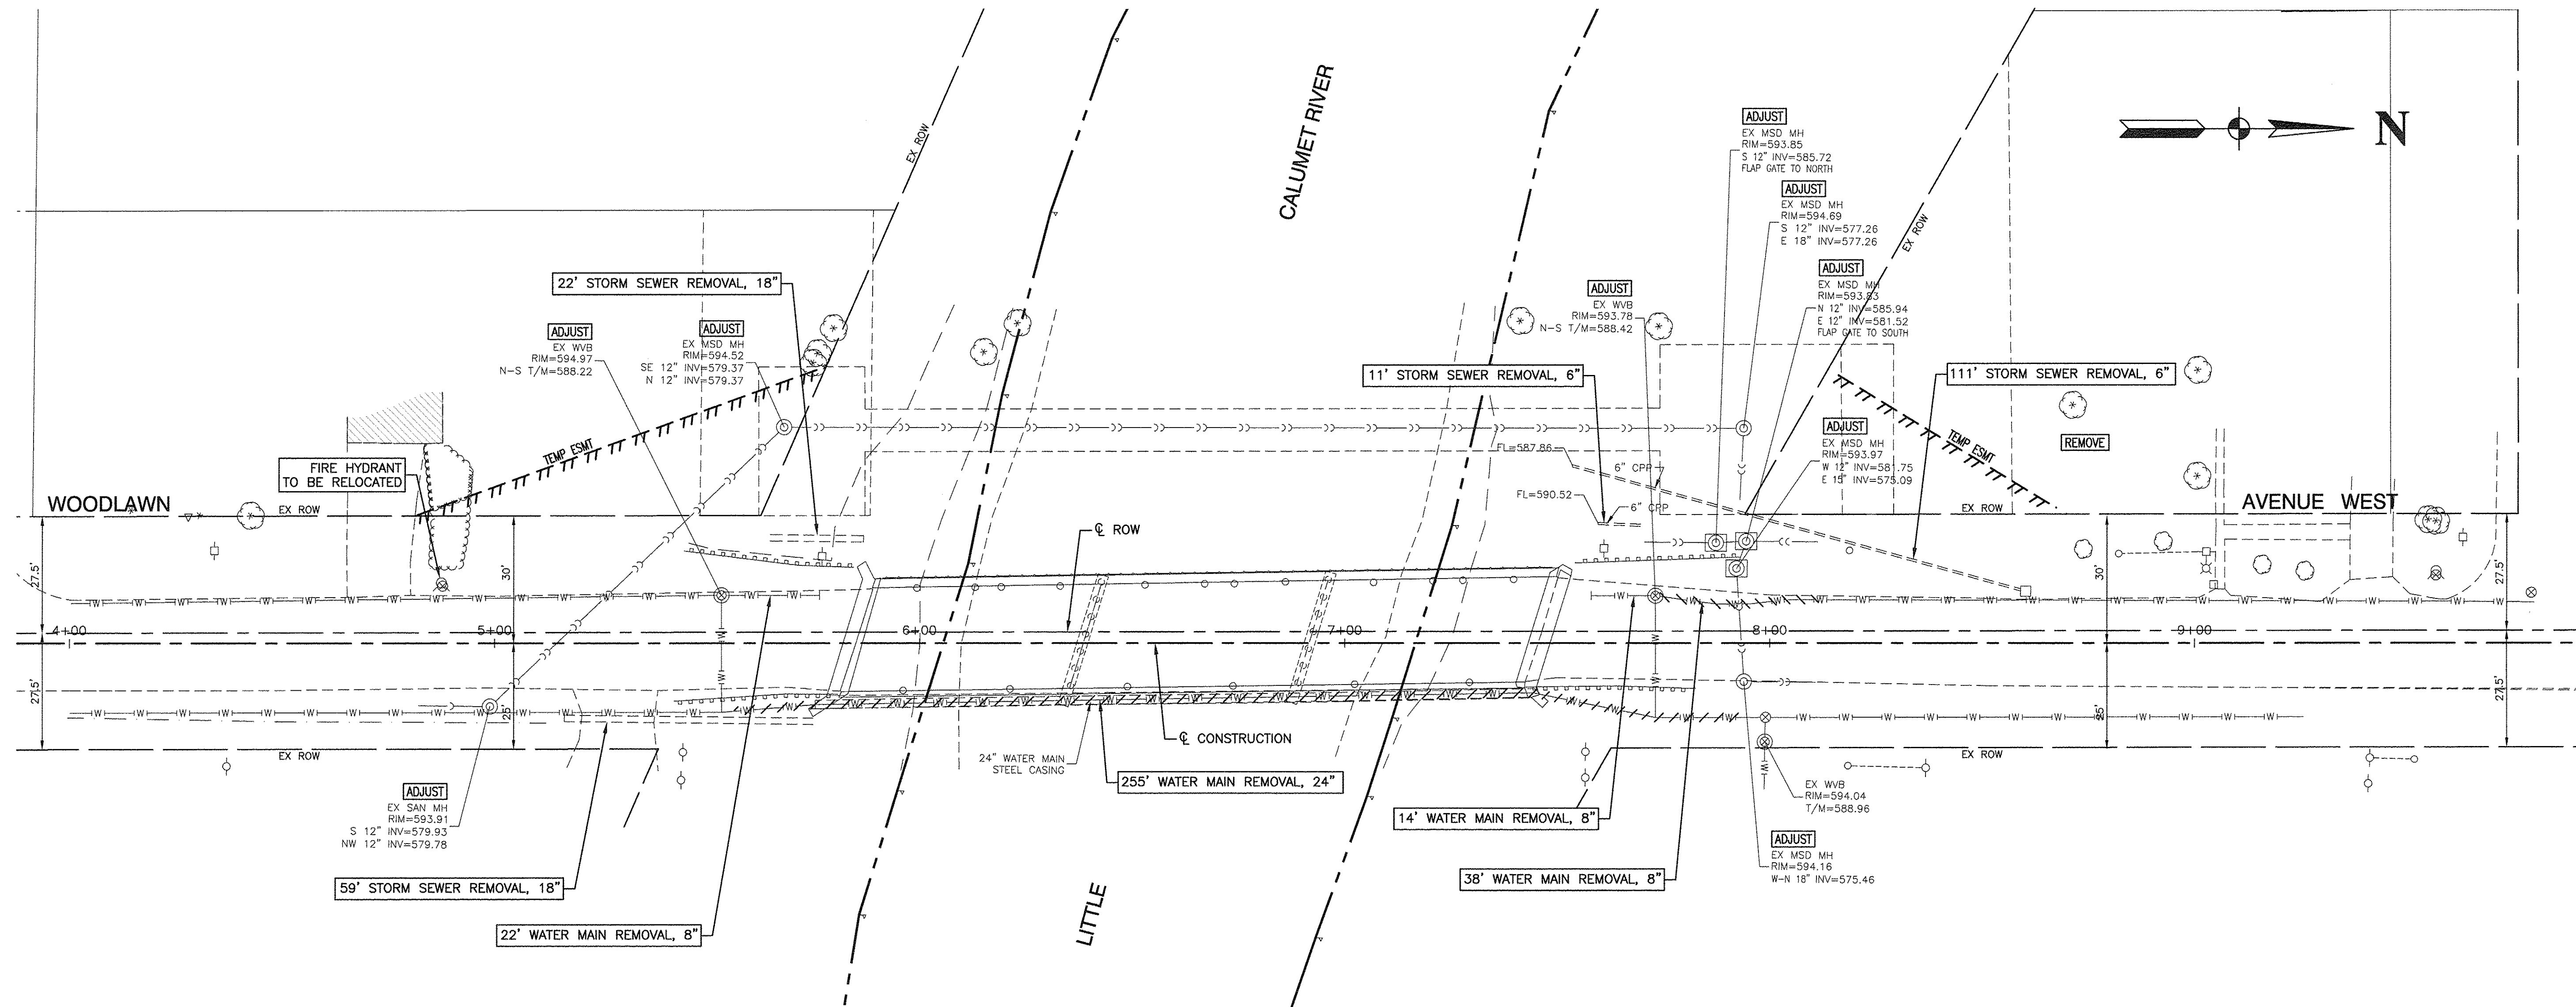 CALUMET RIVER
N
EX ROW
ADJUST
EX MSD MH
RIM=593.85
S 12" INV=585.72
FLAP GATE TO NORTH
ADJUST
EX MSD MH
RIM=594.69
S 12" INV=577.26
E 18" INV=577.26
EX ROW
ADJUST
EX MSD MH
RIM=593.83
N 12" INV=585.94
E 12" INV=581.52
FLAP GATE TO SOUTH
22' STORM SEWER REMOVAL, 18"
ADJUST
EX WVB
RIM=594.97
N-S T/M=588.22
ADJUST
EX MSD MH
RIM=594.52
SE 12" INV=579.37
N 12" INV=579.37
ADJUST
EX WVB
RIM=593.78
N-S T/M=588.42
11' STORM SEWER REMOVAL, 6"
111' STORM SEWER REMOVAL, 6"
TEMP ESMT
FIRE HYDRANT
TO BE RELOCATED
ADJUST
EX MSD MH
RIM=593.97
W 12" INV=581.75
E 15" INV=575.09
TEMP ESMT
REMOVE
FL=587.86
6" CPP
FL=590.52
6" CPP
WOODLAWN
EX ROW
EX ROW
AVENUE WEST
℄ ROW
27.5'
30'
30'
27.5'
4+00
5+00
6+00
7+00
8+00
9+00
27.5'
25'
25'
27.5'
EX ROW
24" WATER MAIN
STEEL CASING
℄ CONSTRUCTION
255' WATER MAIN REMOVAL, 24"
EX ROW
ADJUST
EX SAN MH
RIM=593.91
S 12" INV=579.93
NW 12" INV=579.78
14' WATER MAIN REMOVAL, 8"
EX WVB
RIM=594.04
T/M=588.96
ADJUST
EX MSD MH
RIM=594.16
W-N 18" INV=575.46
59' STORM SEWER REMOVAL, 18"
38' WATER MAIN REMOVAL, 8"
22' WATER MAIN REMOVAL, 8"
LITTLE